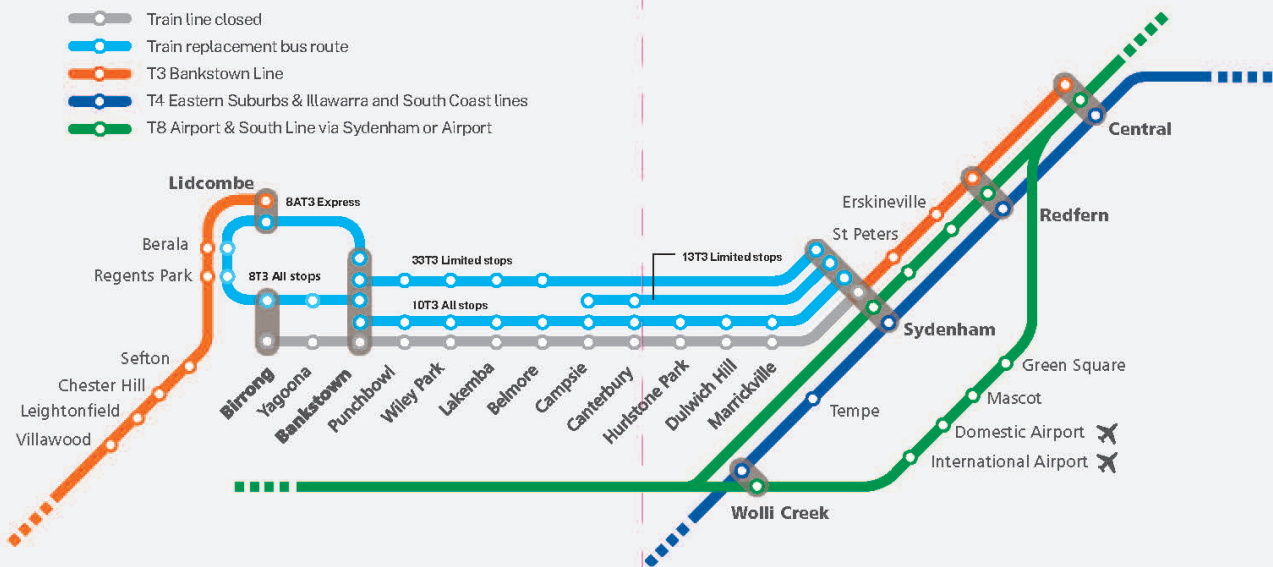 Train line closed
Train replacement bus route
T3 Bankstown Line
T4 Eastern Suburbs & Illawarra and South Coast lines
T8 Airport & South Line via Sydenham or Airport
Central
Lidcombe
8AT3 Express
Erskineville
Redfern
Berala
St Peters
33T3 Limited stops
13T3 Limited stops
Regents Park
8T3 All stops
10T3 All stops
Sydenham
Sefton
Chester Hill
Leightonfield
Villawood
Birrong
Yagoona
Bankstown
Punchbowl
Wiley Park
Lakemba
Belmore
Campsie
Canterbury
Hurlstone Park
Dulwich Hill
Marrickville
Green Square
Mascot
Tempe
Domestic Airport
International Airport
Wolli Creek